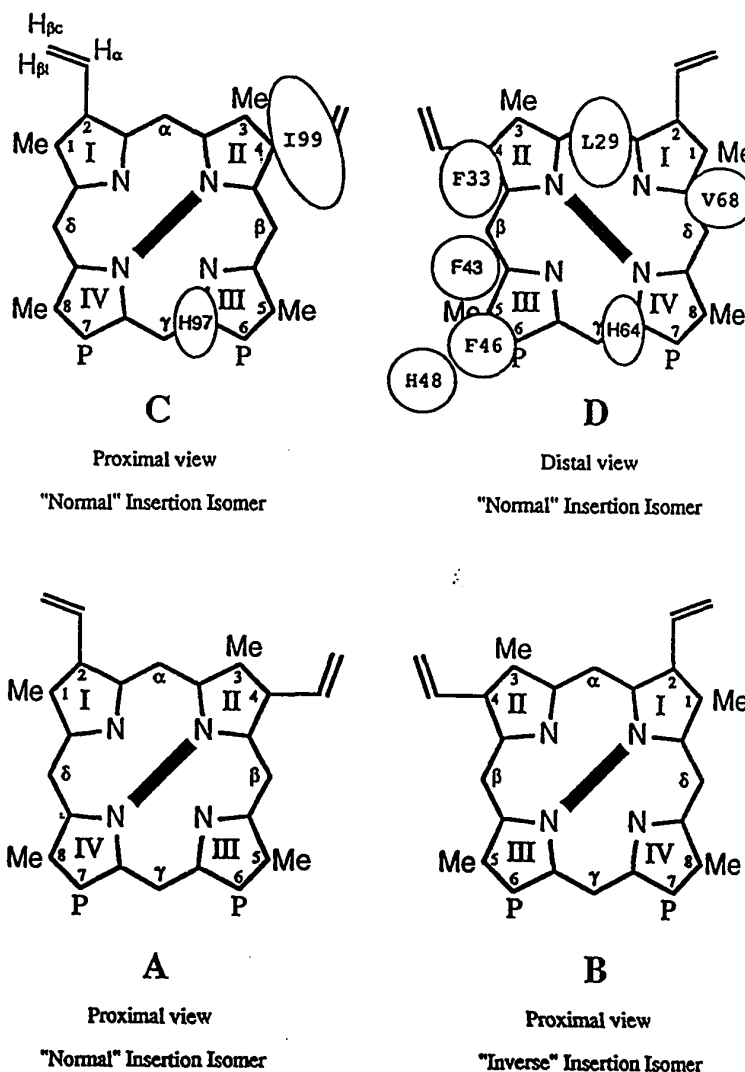 Hβc
Hβt Hα
Me 3 I99
2 4
Me 1 I α II
N N
δ β
N N
Me 8 IV III 5 Me
7 γ H97 6
P P
C
Proximal view
"Normal" Insertion Isomer
Me
3 L29 2
4 II I 1 Me
F33 N N V68
β δ
F43 N N
Me 5 III IV 8 Me
6 γ H64 7
F46 P P
H48
D
Distal view
"Normal" Insertion Isomer
Me
2 α 3
Me 1 I II 4
N N
δ β
N N
Me 8 IV III 5 Me
7 γ 6
P P
A
Proximal view
"Normal" Insertion Isomer
Me
3 α 2
4 II I 1 Me
N N
β δ
N N
Me 5 III IV 8 Me
6 γ 7
P P
B
Proximal view
"Inverse" Insertion Isomer